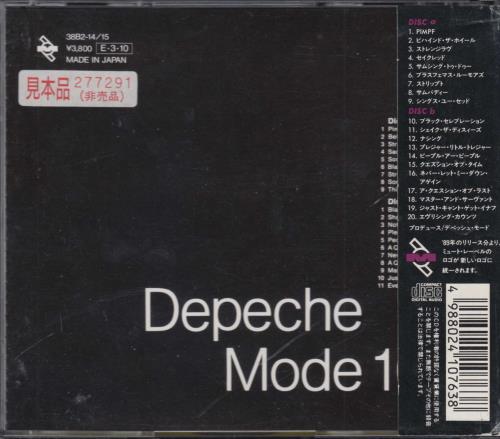 38B2-14/15
¥3,800 E-3・10
MADE IN JAPAN
見本品 277291
(非売品)
Depeche
Mode 1
DISC a
1. PIMPF
2. ビハインド・ザ・ホイール
3. ストレンジラヴ
4. セイクレッド
5. サムシング・トゥ・ドゥー
6. ブラスフェマス・ルーモアズ
7. ストリプト
8. サムバディー
9. シングス・ユー・セッド
DISC b
10. ブラック・セレブレーション
11. シェイク・ザ・ディスィーズ
12. ナシング
13. プレジャー・リトル・トレジャー
14. ピープル・アー・ピープル
15. クエズション・オブ・タイム
16. ネバー・レット・ミー・ダウン・
アゲイン
17. ア・クエスション・オブ・ラスト
18. マスター・アンド・サーヴァント
19. ジャスト・キャント・ゲット・イナフ
20. エヴリシング・カウンツ
プロデュース/デペッシュ・モード
'89年のリリース分より、
ミュート・レーベルの
ロゴが新しいロゴに
統一されます。
COMPACT
disc
DIGITAL AUDIO
4 988024 107638